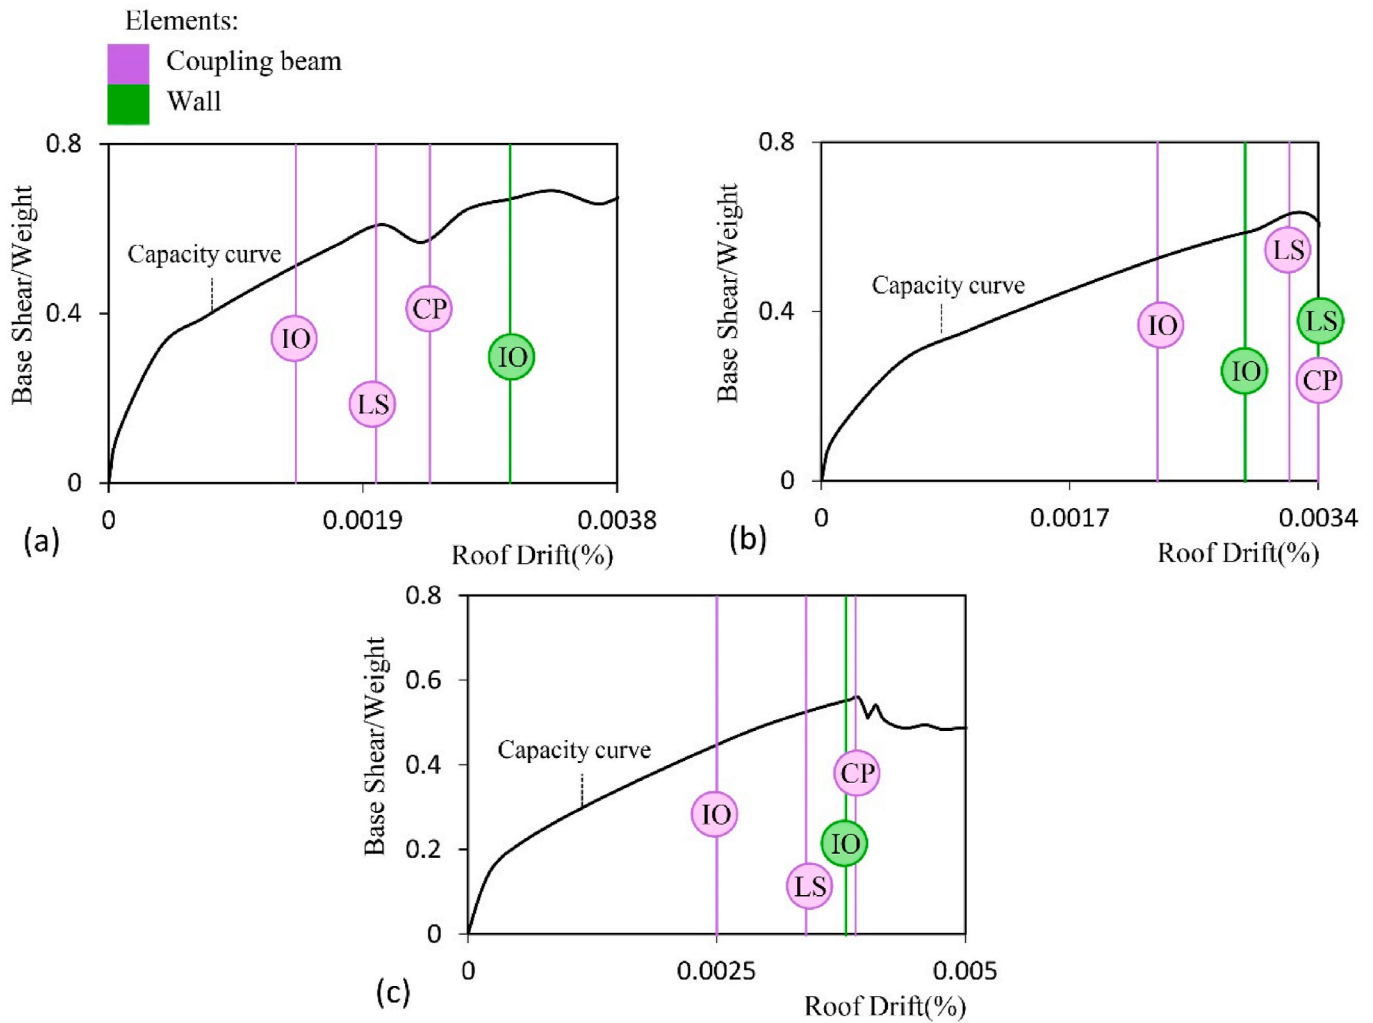 Elements:
Coupling beam
Wall
0.8
0.4
0
Base Shear/Weight
Capacity curve
IO
LS
CP
IO
0
0.0019
0.0038
Roof Drift(%)
(a)
0.8
0.4
0
Base Shear/Weight
Capacity curve
IO
IO
LS
LS
CP
0
0.0017
0.0034
Roof Drift(%)
(b)
0.8
0.6
0.4
0.2
0
Base Shear/Weight
Capacity curve
IO
LS
IO
CP
0
0.0025
0.005
Roof Drift(%)
(c)